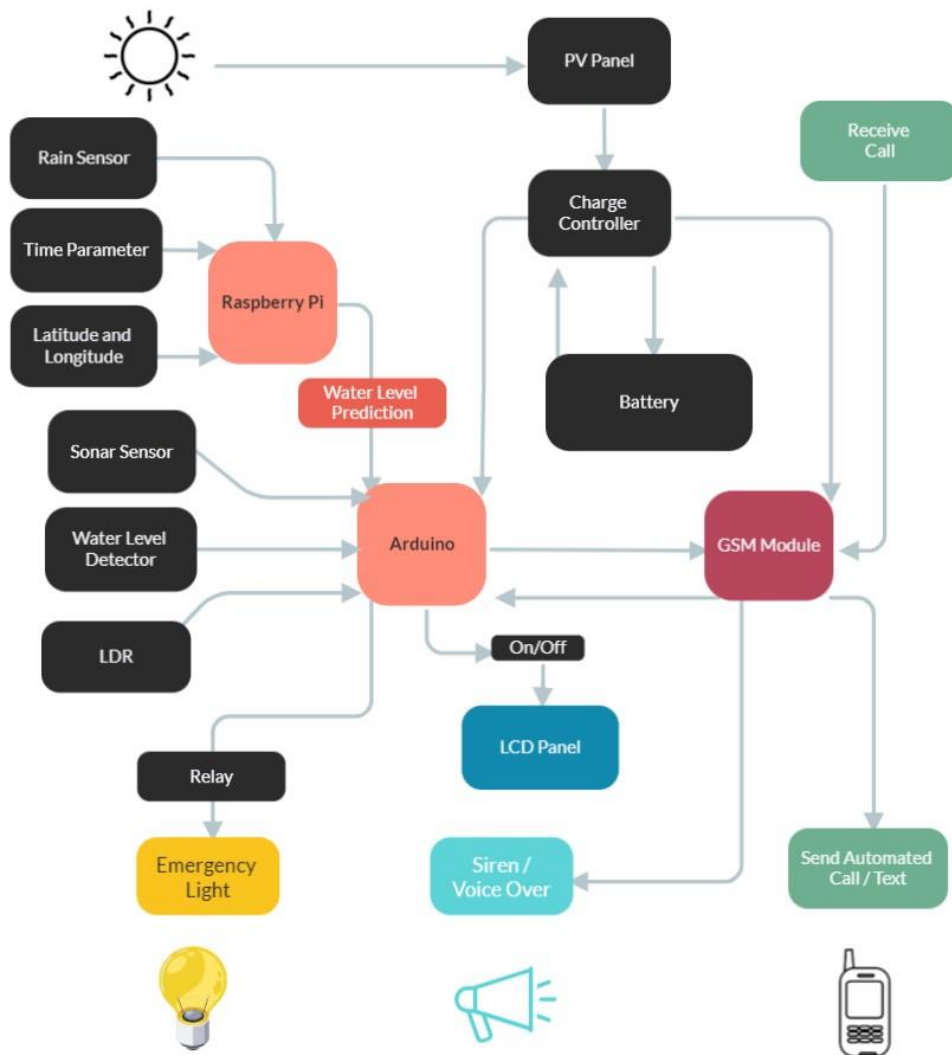 PV Panel
Receive
Call
Rain Sensor
Charge
Controller
Time Parameter
Raspberry Pi
Latitude and
Longitude
Water Level
Prediction
Battery
Sonar Sensor
Water Level
Detector
Arduino
GSM Module
LDR
On/Off
LCD Panel
Relay
Emergency
Light
Siren /
Voice Over
Send Automated
Call / Text